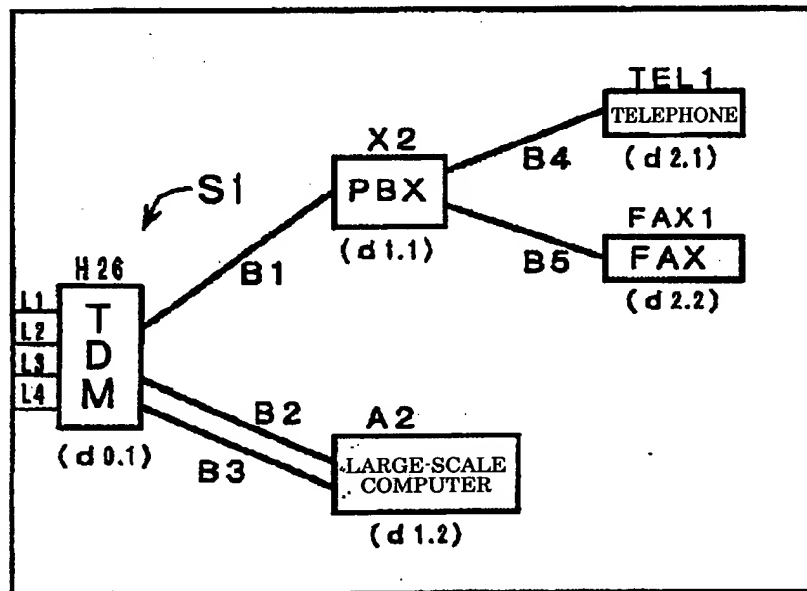 TEL1
TELEPHONE
(d2.1)
X2
PBX
(d1.1)
B4
B5
FAX1
FAX
(d2.2)
S1
B1
H26
L1
L2
L3
L4
T
D
M
(d0.1)
B2
B3
A2
LARGE-SCALE
COMPUTER
(d1.2)